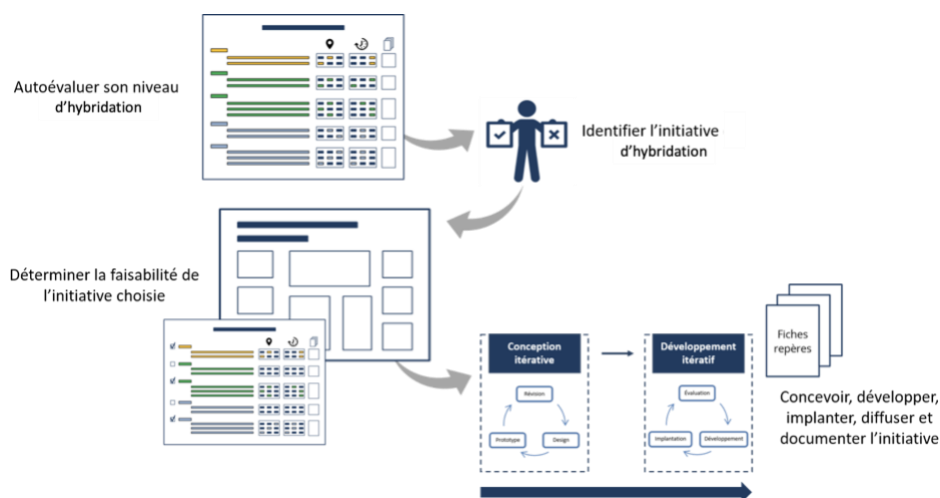 Autoévaluer son niveau
d'hybridation
Identifier l'initiative
d'hybridation
Déterminer la faisabilité de
l'initiative choisie
Conception
itérative
Développement
itératif
Révision
Prototype
Design
Évaluation
Implantation
Développement
Fiches
repères
Concevoir, développer,
implanter, diffuser et
documenter l'initiative